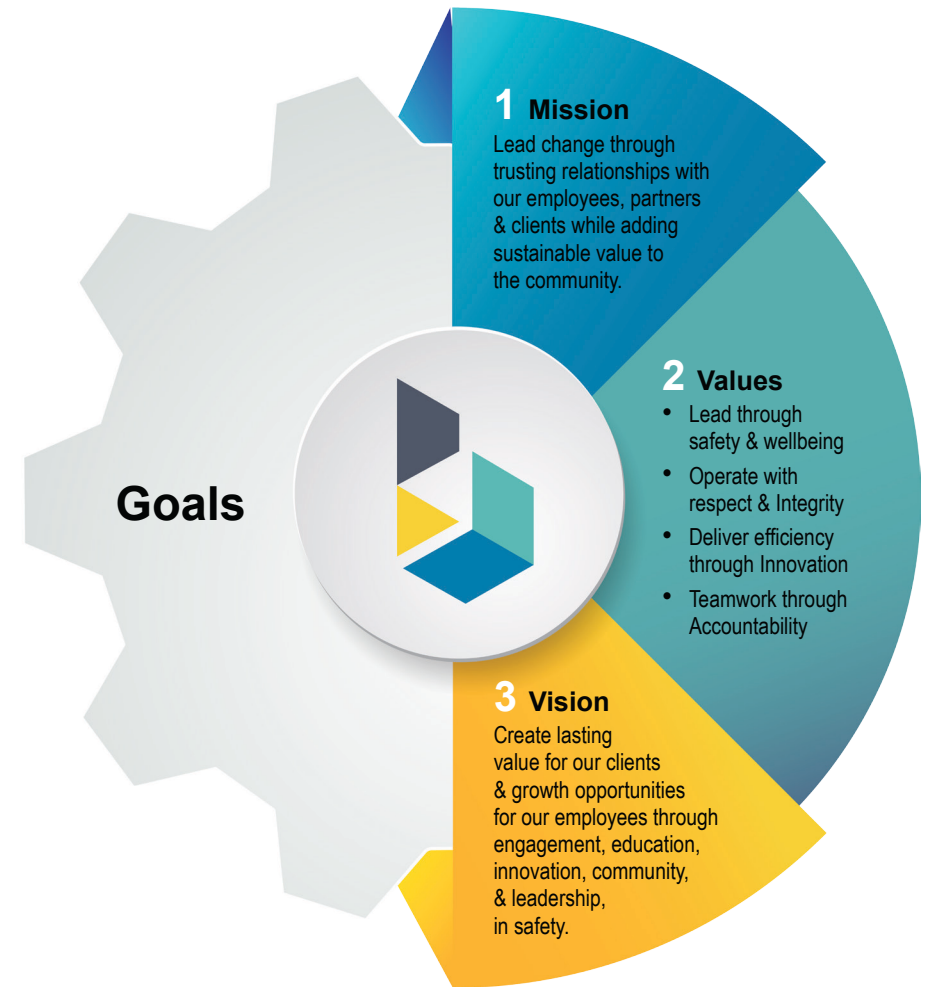 Goals
1 Mission
Lead change through
trusting relationships with
our employees, partners
& clients while adding
sustainable value to
the community.
2 Values
• Lead through
safety & wellbeing
• Operate with
respect & Integrity
• Deliver efficiency
through Innovation
• Teamwork through
Accountability
3 Vision
Create lasting
value for our clients
& growth opportunities
for our employees through
engagement, education,
innovation, community,
& leadership,
in safety.